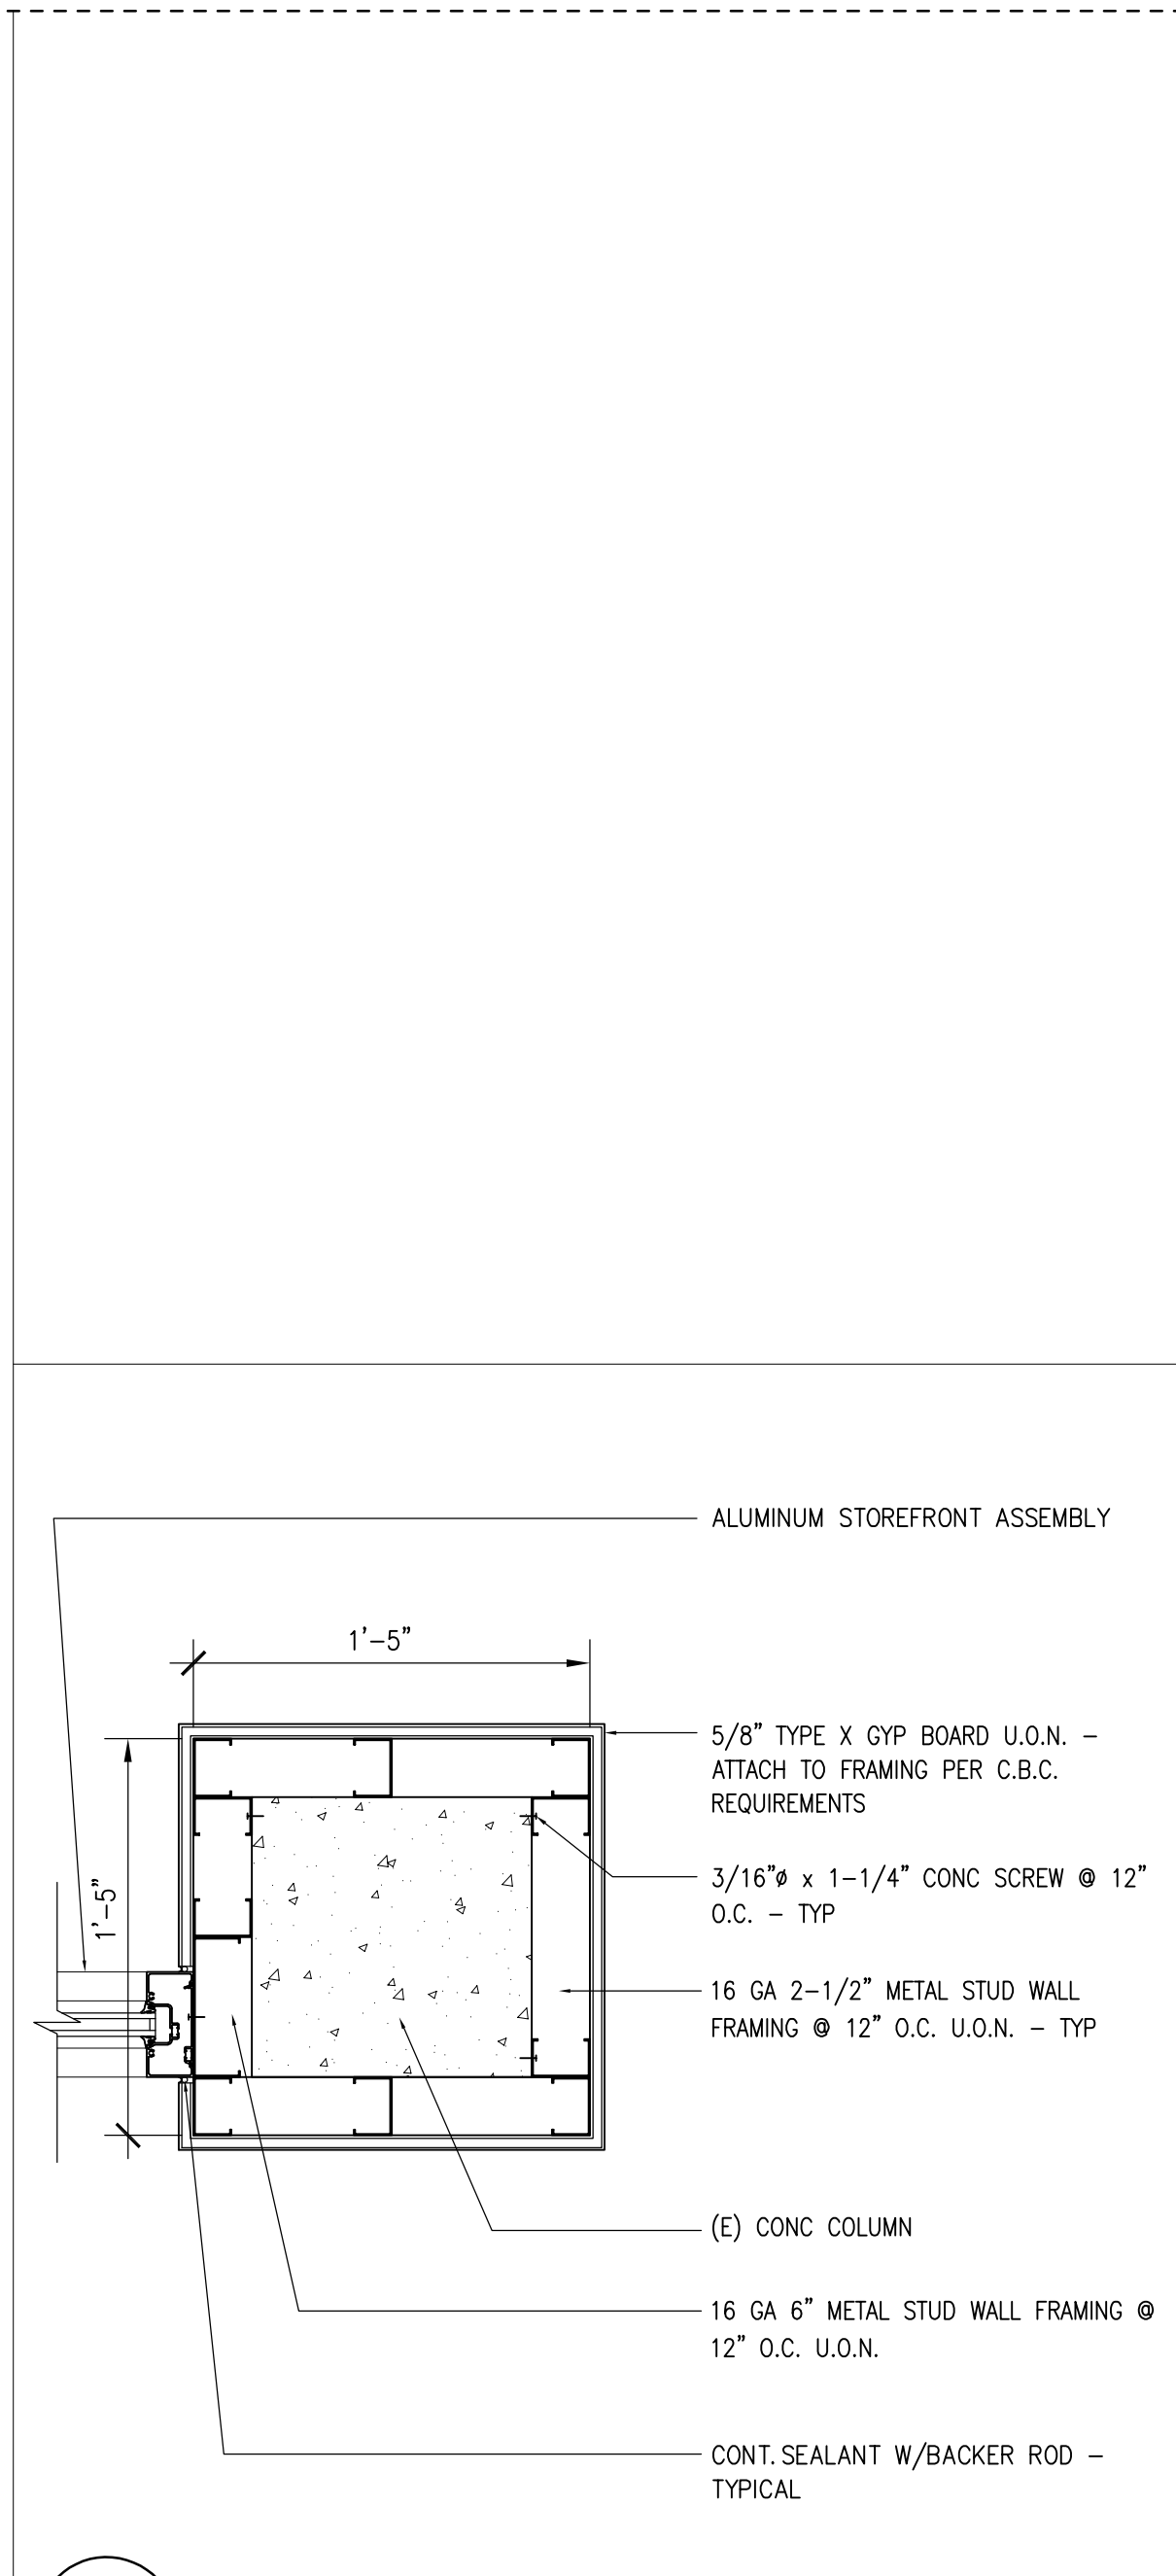 ALUMINUM STOREFRONT ASSEMBLY
1'-5"
5/8" TYPE X GYP BOARD U.O.N. –
ATTACH TO FRAMING PER C.B.C.
REQUIREMENTS
3/16"ø x 1-1/4" CONC SCREW @ 12"
O.C. – TYP
1'-5"
16 GA 2-1/2" METAL STUD WALL
FRAMING @ 12" O.C. U.O.N. – TYP
(E) CONC COLUMN
16 GA 6" METAL STUD WALL FRAMING @
12" O.C. U.O.N.
CONT. SEALANT W/BACKER ROD –
TYPICAL